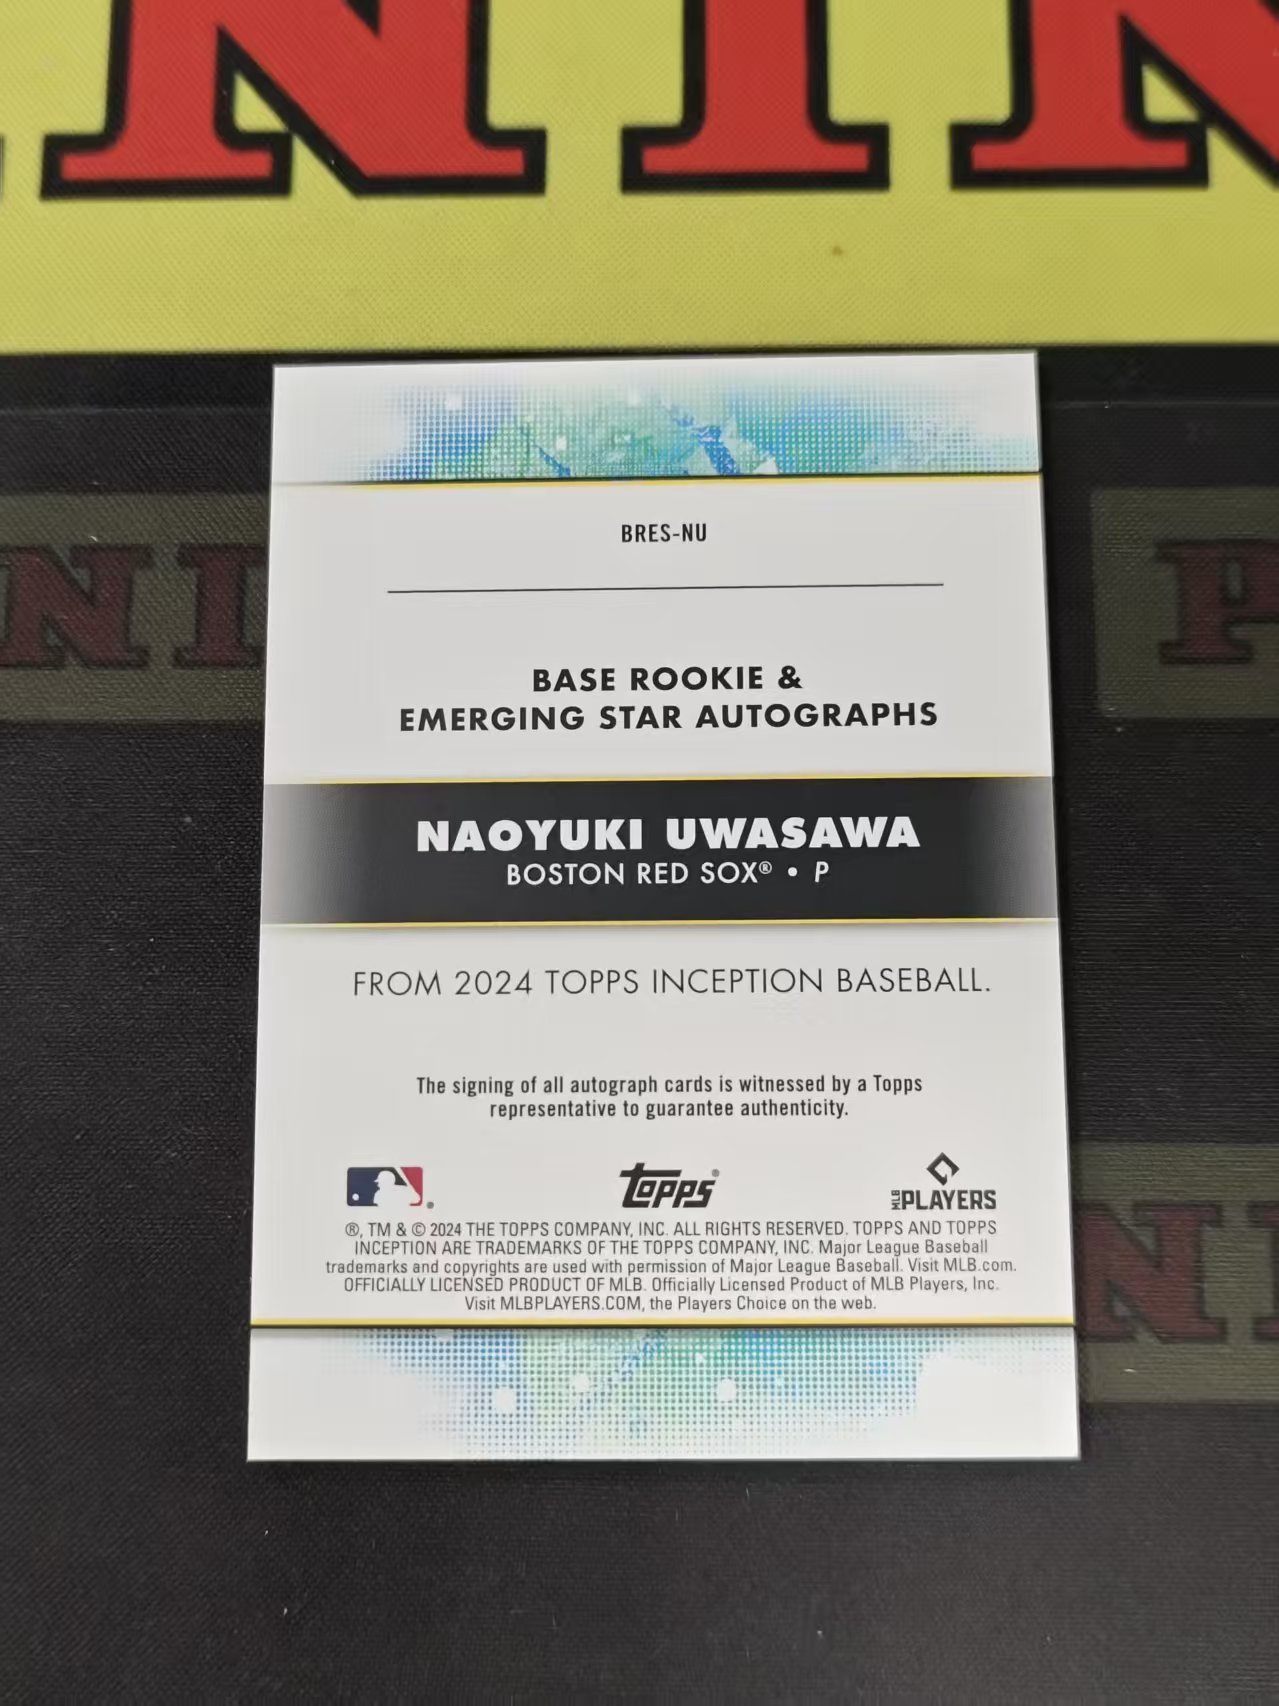 NIN
NI
P
BRES-NU
BASE ROOKIE &
EMERGING STAR AUTOGRAPHS
NAOYUKI UWASAWA
BOSTON RED SOX® • P
FROM 2024 TOPPS INCEPTION BASEBALL.
The signing of all autograph cards is witnessed by a Topps
representative to guarantee authenticity.
topps®
MLB PLAYERS
®, TM & © 2024 THE TOPPS COMPANY, INC. ALL RIGHTS RESERVED. TOPPS AND TOPPS
INCEPTION ARE TRADEMARKS OF THE TOPPS COMPANY, INC. Major League Baseball
trademarks and copyrights are used with permission of Major League Baseball. Visit MLB.com.
OFFICIALLY LICENSED PRODUCT OF MLB. Officially Licensed Product of MLB Players, Inc.
Visit MLBPLAYERS.COM, the Players Choice on the web.
NI